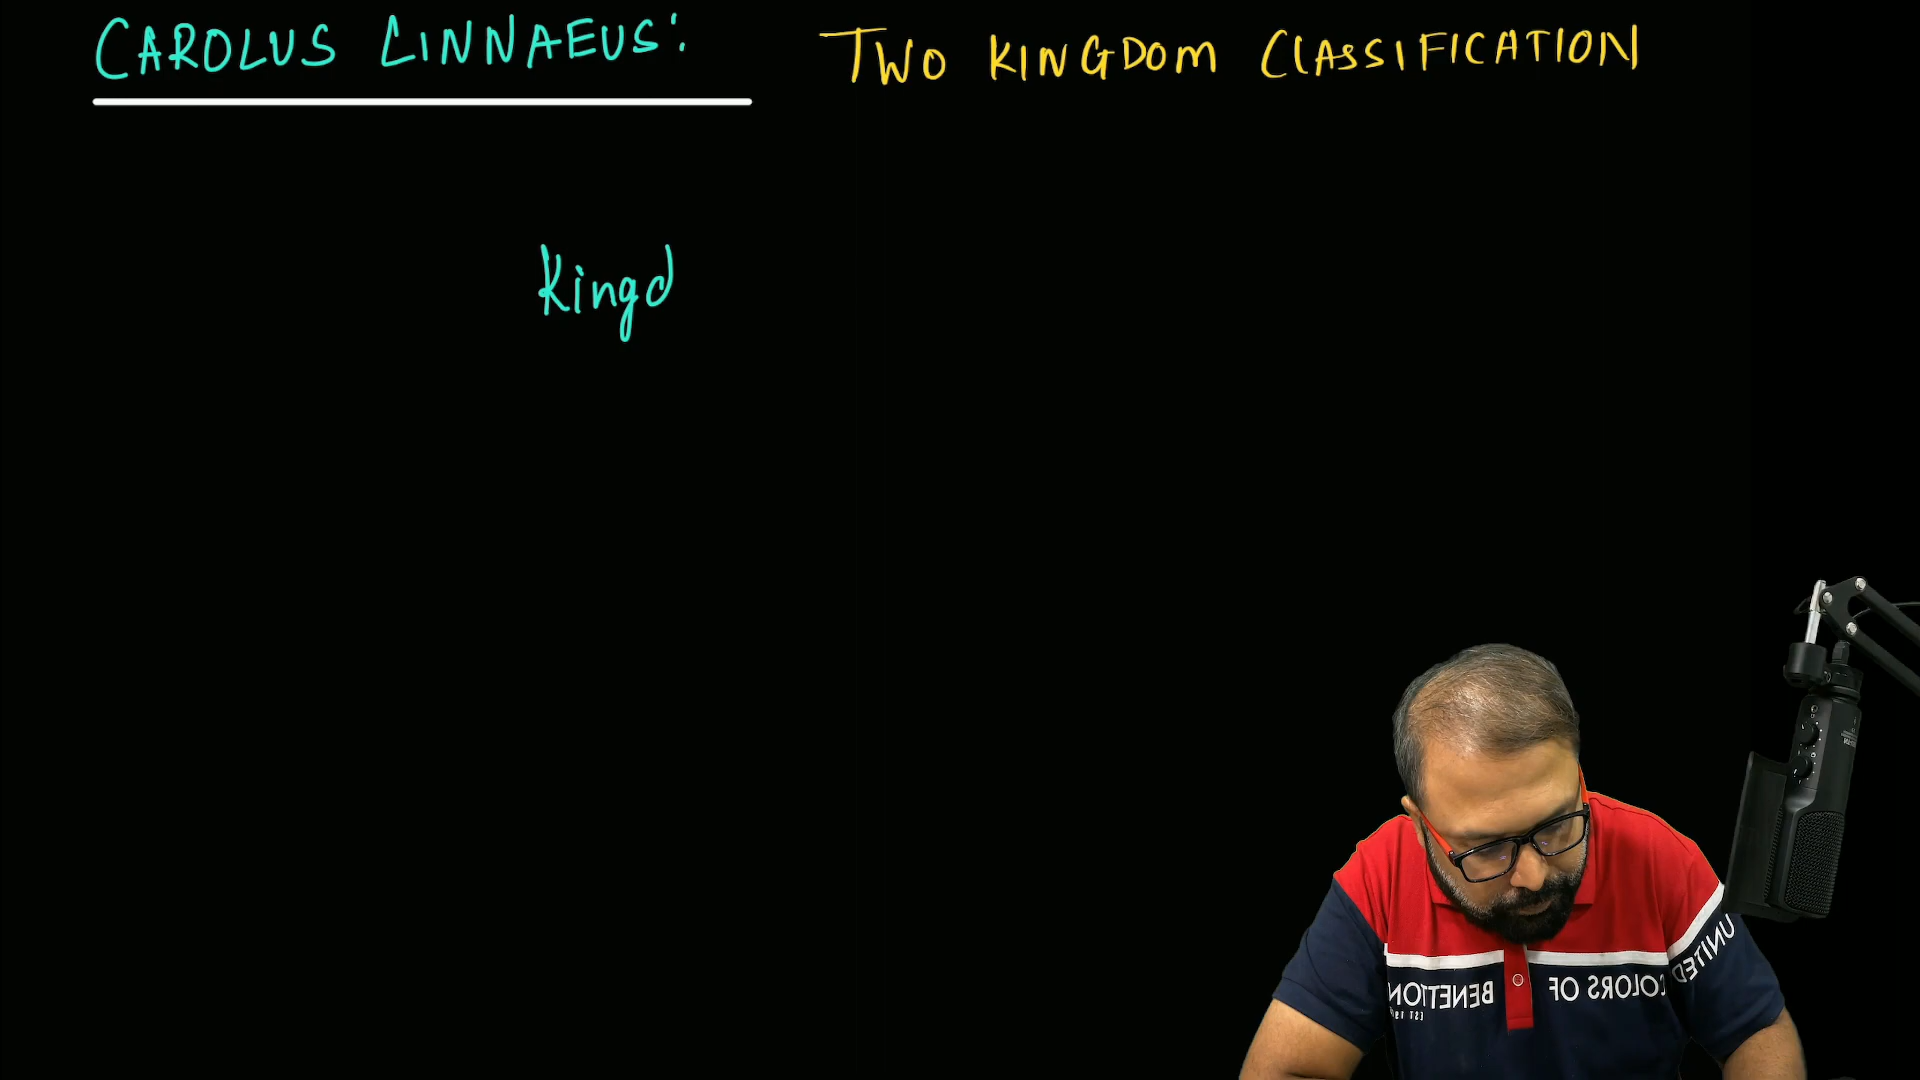 CAROLUS LINNAEUS: TWO KINGDOM CLASSIFICATION
Kingd
UNITED COLORS OF BENETTON